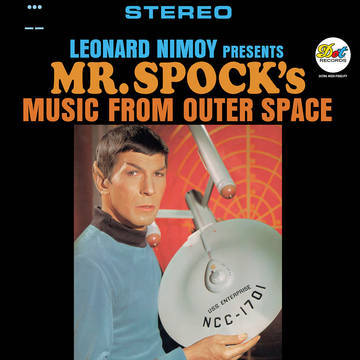 STEREO
LEONARD NIMOY PRESENTS
MR. SPOCK's
MUSIC FROM OUTER SPACE
Dot
RECORDS
USS ENTERPRISE
NCC-1701